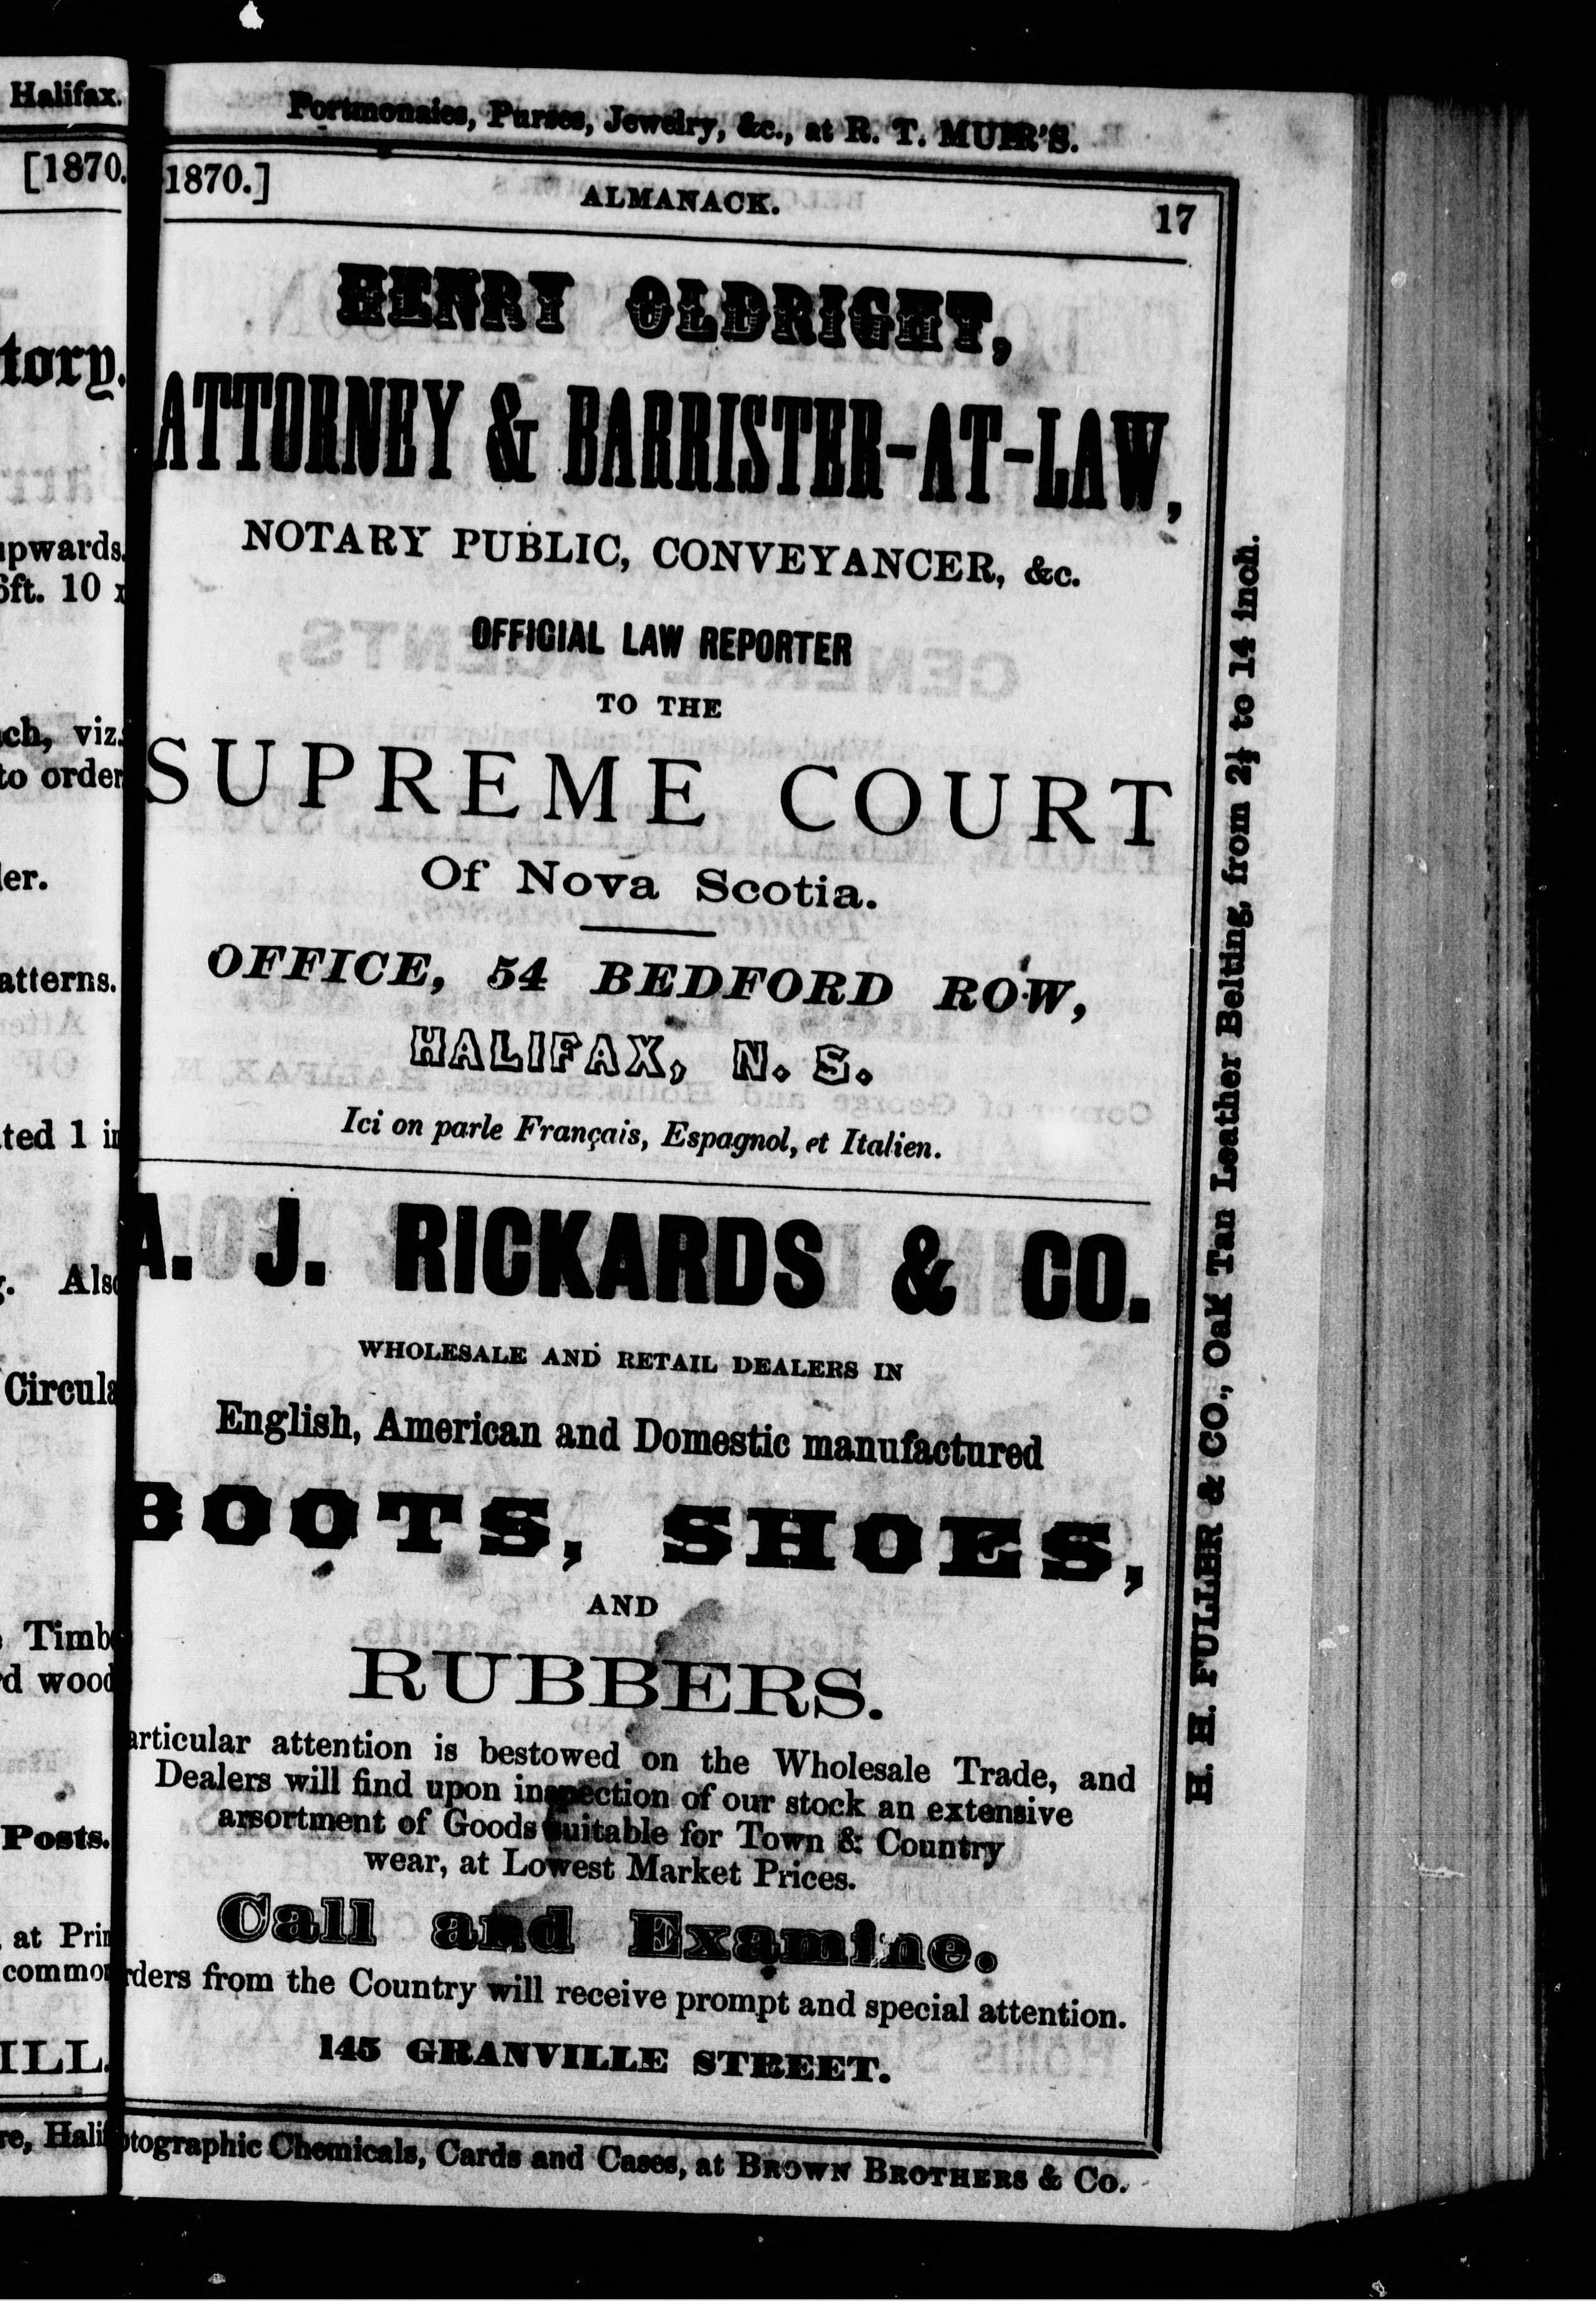 Halifax.
[1870.
tory.
upwards.
6ft. 10 x
ch, viz.
to order
er.
atterns.
ted 1 in
Also
Circula
Timb
d wood
Posts.
at Prin
common
ILL.
re, Halif
Portmonaies, Purses, Jewelry, &c., at R. T. MUIR'S.
1870.] ALMANACK. 17
HENRY OLDRIGHT,
ATTORNEY & BARRISTER-AT-LAW,
NOTARY PUBLIC, CONVEYANCER, &c.
OFFICIAL LAW REPORTER
TO THE
SUPREME COURT
Of Nova Scotia.
OFFICE, 54 BEDFORD ROW,
HALIFAX, N. S.
Ici on parle Français, Espagnol, et Italien.
A. J. RICKARDS & CO.
WHOLESALE AND RETAIL DEALERS IN
English, American and Domestic manufactured
BOOTS, SHOES,
AND
RUBBERS.
articular attention is bestowed on the Wholesale Trade, and
Dealers will find upon inspection of our stock an extensive
assortment of Goods suitable for Town & Country
wear, at Lowest Market Prices.
Call and Examine.
rders from the Country will receive prompt and special attention.
145 GRANVILLE STREET.
otographic Chemicals, Cards and Cases, at BROWN BROTHERS & Co.
H. H. FULLER & CO., Oak Tan Leather Belting, from 2½ to 14 inch.